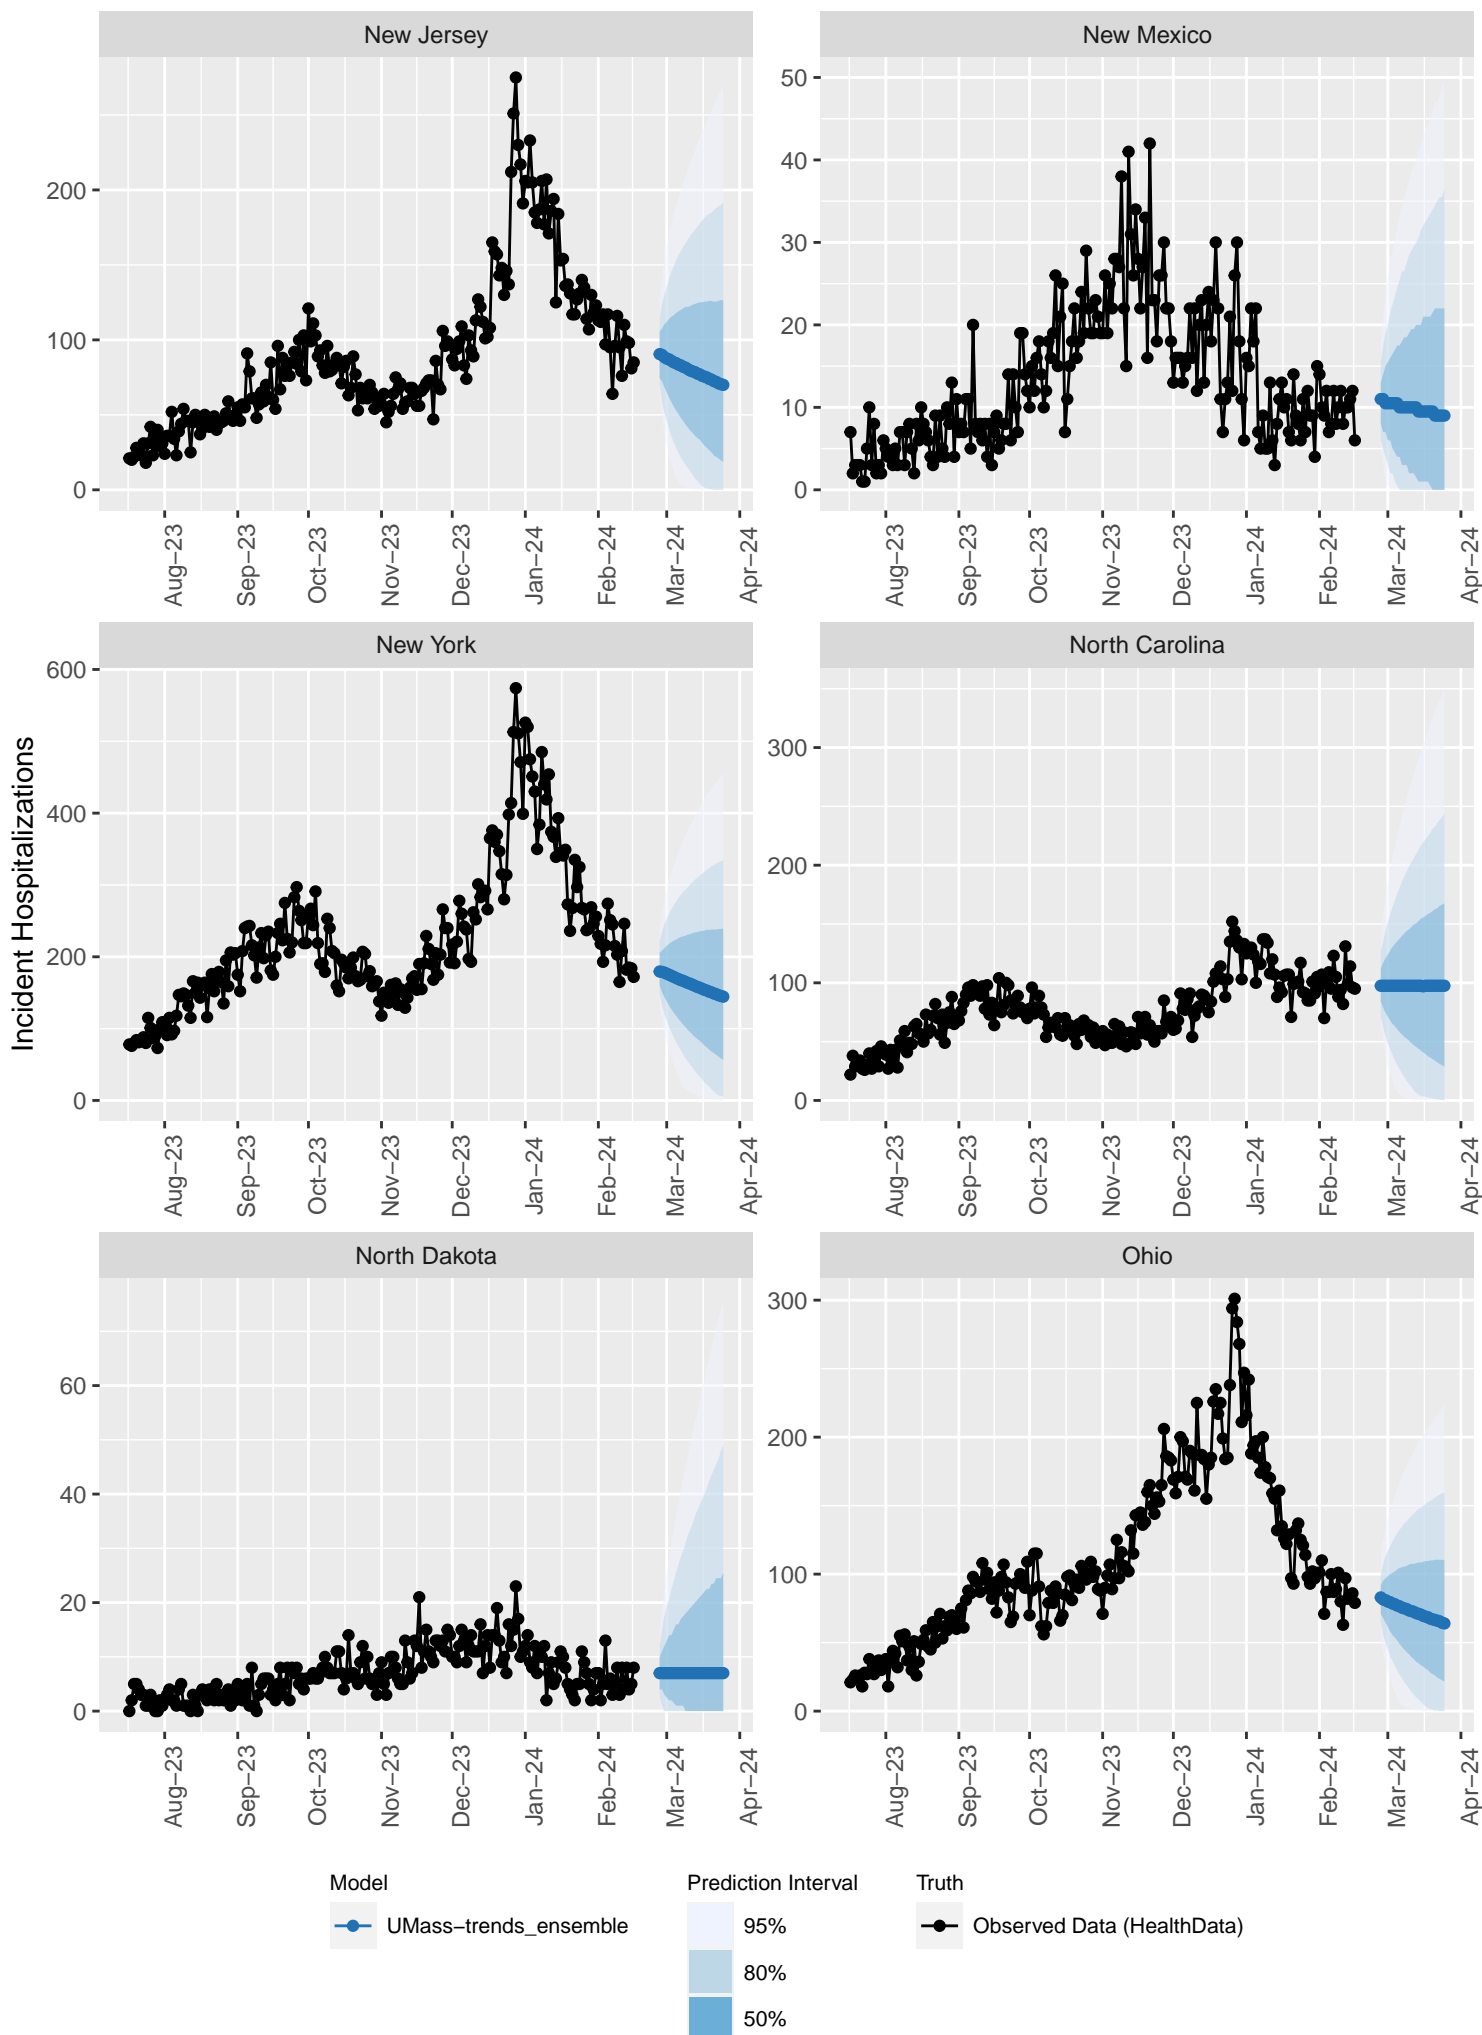 New Jersey
New Mexico
200
100
0
50
40
30
20
10
0
Aug−23
Sep−23
Oct−23
Nov−23
Dec−23
Jan−24
Feb−24
Mar−24
Apr−24
Aug−23
Sep−23
Oct−23
Nov−23
Dec−23
Jan−24
Feb−24
Mar−24
Apr−24
Incident Hospitalizations
New York
North Carolina
600
400
200
0
300
200
100
0
Aug−23
Sep−23
Oct−23
Nov−23
Dec−23
Jan−24
Feb−24
Mar−24
Apr−24
Aug−23
Sep−23
Oct−23
Nov−23
Dec−23
Jan−24
Feb−24
Mar−24
Apr−24
North Dakota
Ohio
60
40
20
0
300
200
100
0
Aug−23
Sep−23
Oct−23
Nov−23
Dec−23
Jan−24
Feb−24
Mar−24
Apr−24
Aug−23
Sep−23
Oct−23
Nov−23
Dec−23
Jan−24
Feb−24
Mar−24
Apr−24
Model
UMass−trends_ensemble
Prediction Interval
95%
80%
50%
Truth
Observed Data (HealthData)